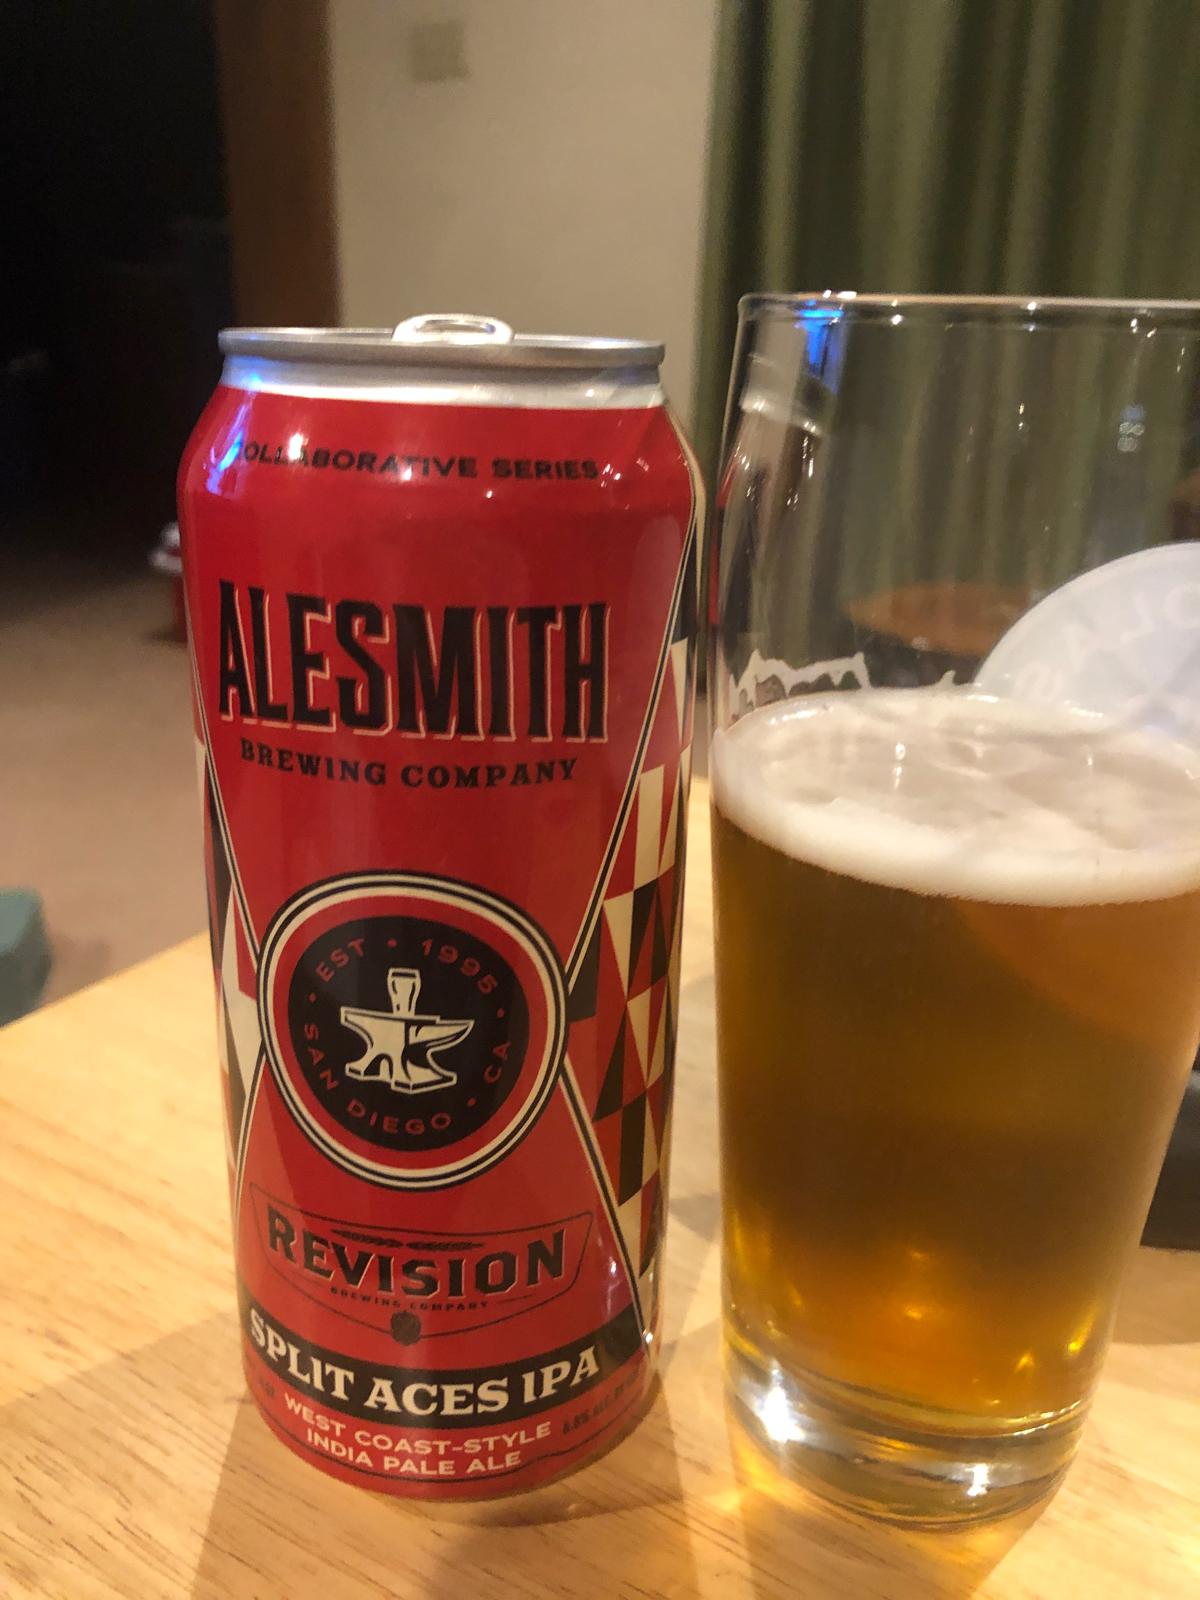 COLLABORATIVE SERIES
ALESMITH
BREWING COMPANY
EST • 1995
SAN DIEGO • CA
REVISION
BREWING COMPANY
SPLIT ACES IPA
WEST COAST-STYLE
INDIA PALE ALE